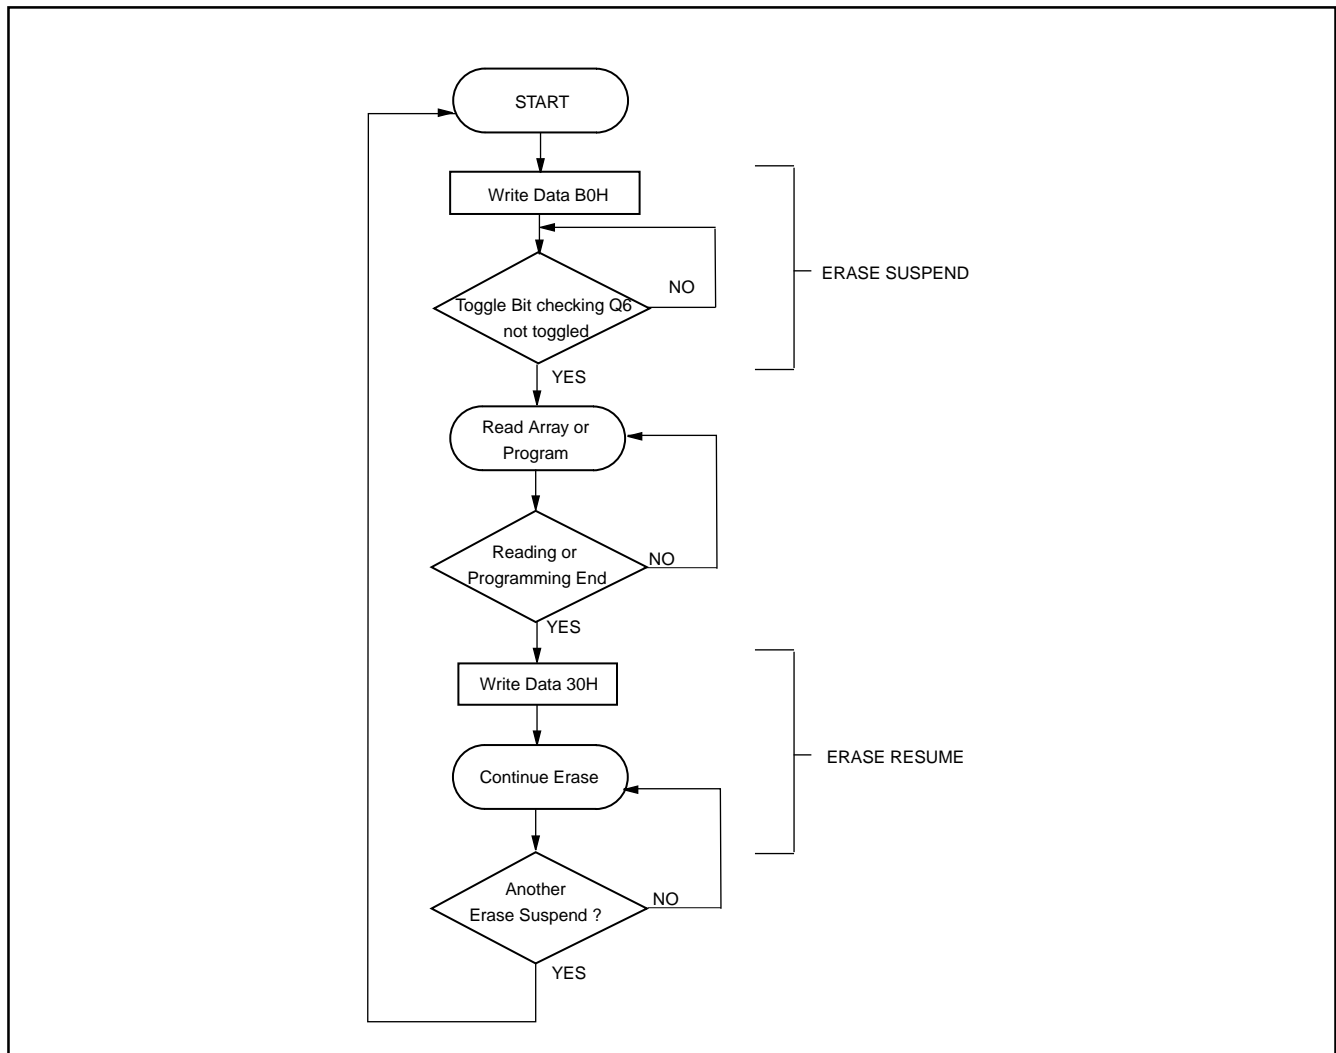 START
Write Data B0H
ERASE SUSPEND
NO
Toggle Bit checking Q6
not toggled
YES
Read Array or
Program
Reading or
Programming End
NO
YES
Write Data 30H
ERASE RESUME
Continue Erase
Another
Erase Suspend ?
NO
YES